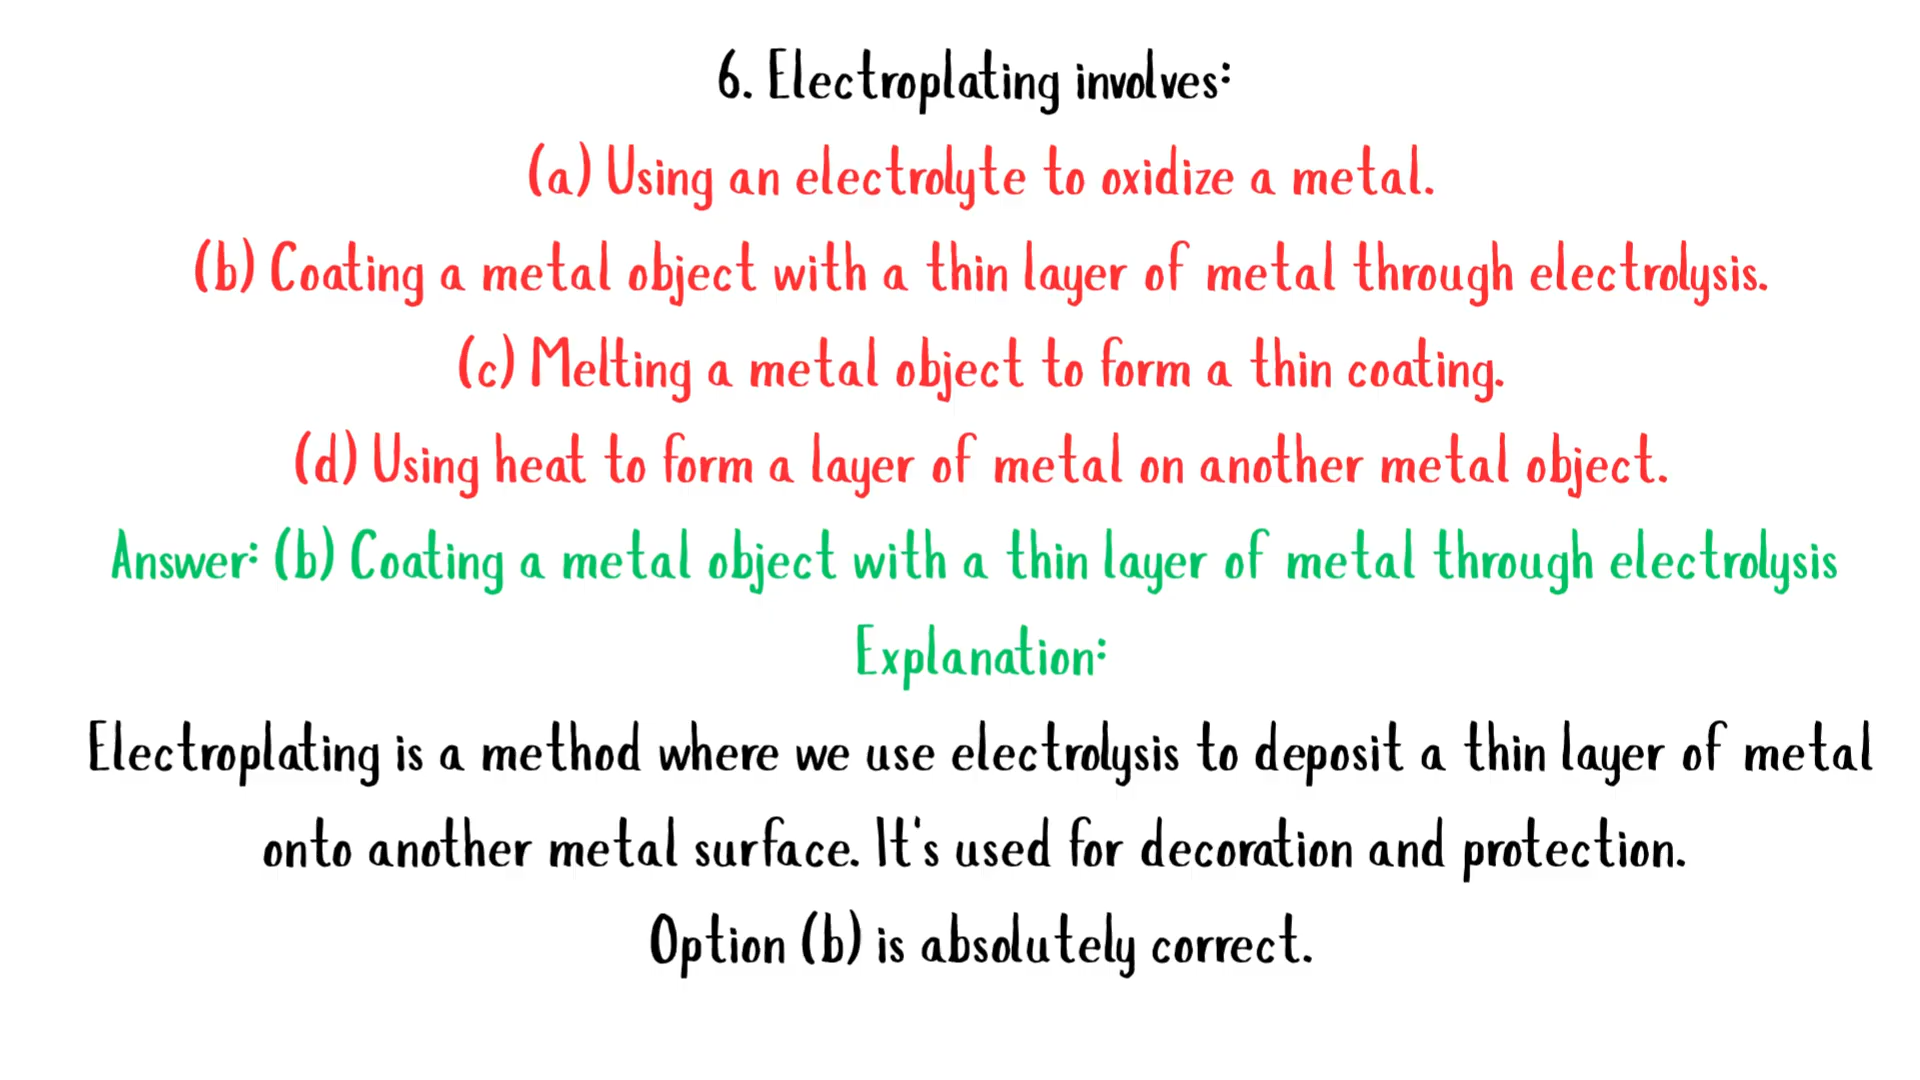 6. Electroplating involves:
(a) Using an electrolyte to oxidize a metal.
(b) Coating a metal object with a thin layer of metal through electrolysis.
(c) Melting a metal object to form a thin coating.
(d) Using heat to form a layer of metal on another metal object.
Answer: (b) Coating a metal object with a thin layer of metal through electrolysis
Explanation:
Electroplating is a method where we use electrolysis to deposit a thin layer of metal
onto another metal surface. It's used for decoration and protection.
Option (b) is absolutely correct.